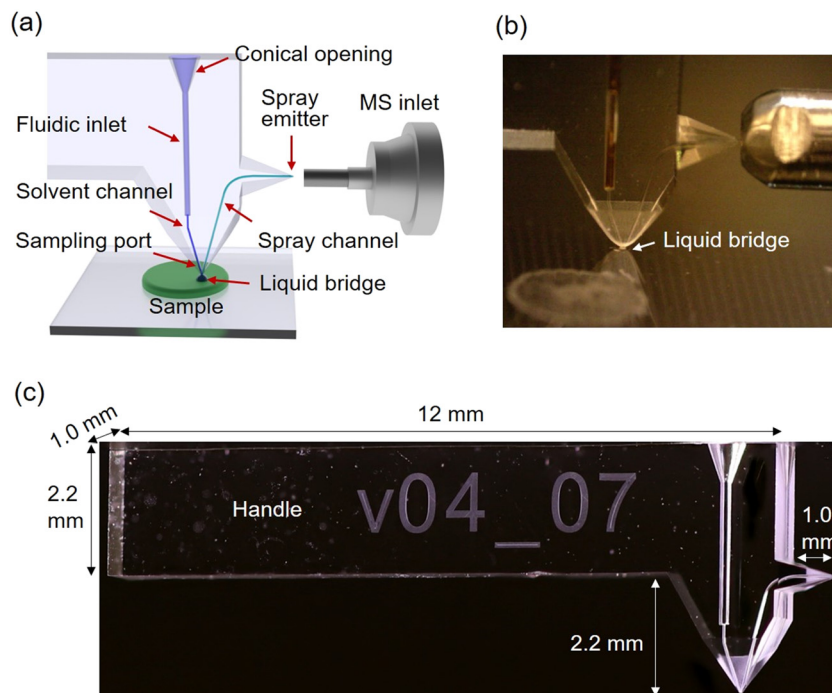 (a)
Conical opening
Spray
emitter
MS inlet
Fluidic inlet
Solvent channel
Sampling port
Spray channel
Liquid bridge
Sample
(b)
Liquid bridge
(c)
1.0 mm
12 mm
2.2
mm
Handle
v04_07
1.0
mm
2.2 mm